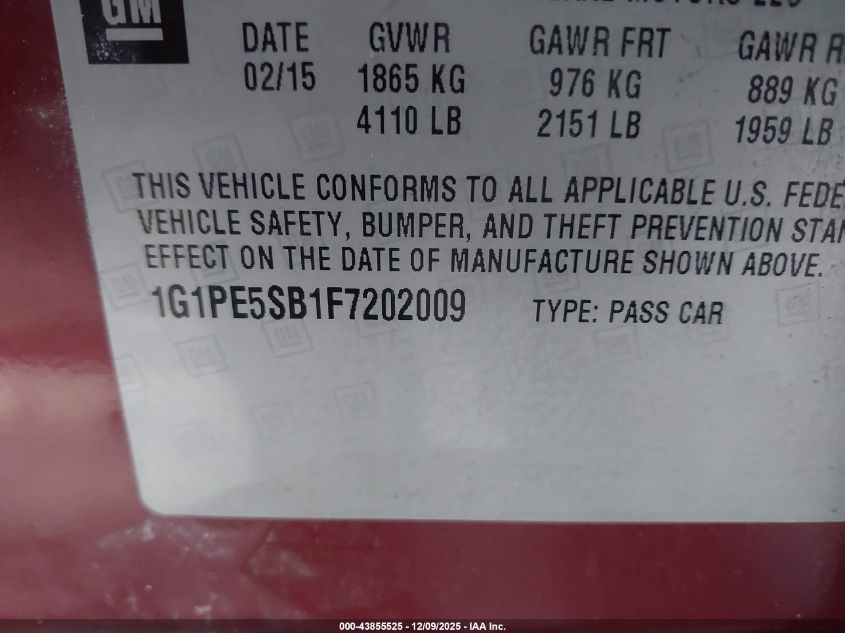 GM
DATE GVWR GAWR FRT GAWR R
02/15 1865 KG 976 KG 889 KG
4110 LB 2151 LB 1959 LB
THIS VEHICLE CONFORMS TO ALL APPLICABLE U.S. FEDE
VEHICLE SAFETY, BUMPER, AND THEFT PREVENTION STAN
EFFECT ON THE DATE OF MANUFACTURE SHOWN ABOVE.
1G1PE5SB1F7202009 TYPE: PASS CAR
000-43855525 - 12/09/2025 - IAA Inc.